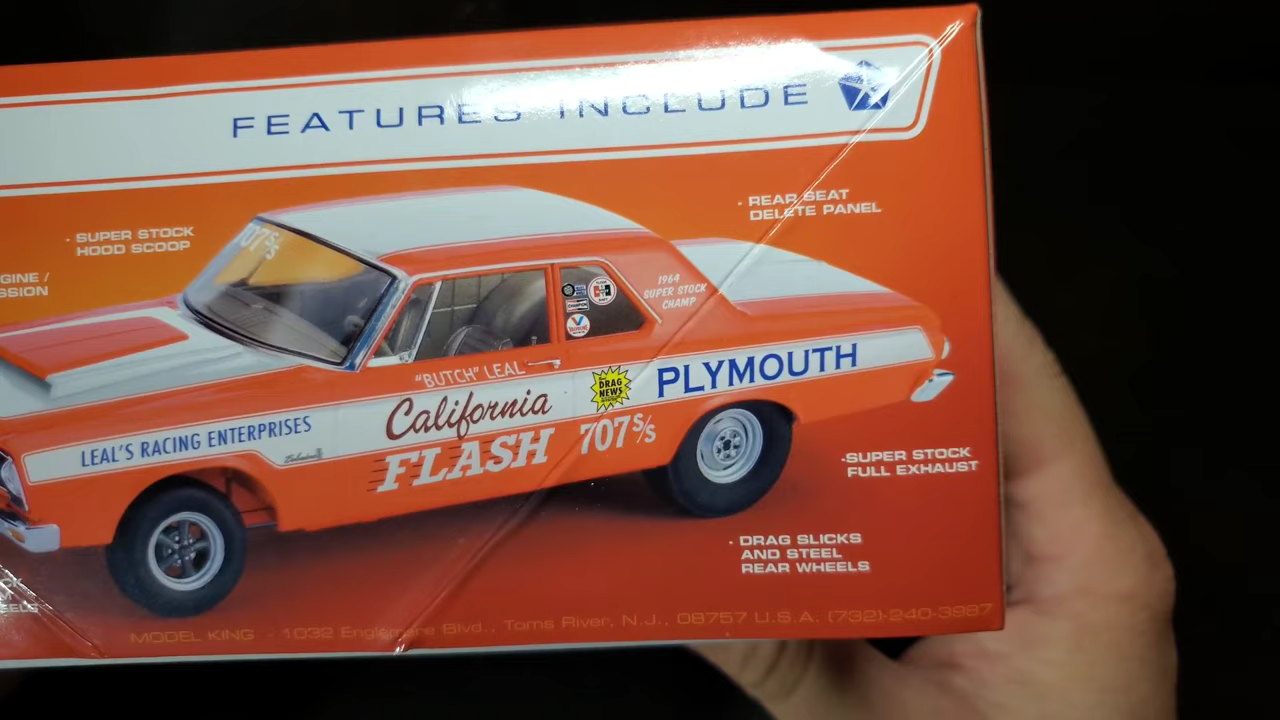 FEATURES INCLUDE
· REAR SEAT
DELETE PANEL
· SUPER STOCK
HOOD SCOOP
GINE /
SSION
707 S/S
1964
SUPER STOCK
CHAMP
"BUTCH" LEAL
California
FLASH
DRAG
NEWS
PLYMOUTH
707 S/S
LEAL'S RACING ENTERPRISES
·SUPER STOCK
FULL EXHAUST
· DRAG SLICKS
AND STEEL
REAR WHEELS
MODEL KING - 1032 Englemere Blvd., Toms River, N.J., 08757 U.S.A. (732)-240-3987